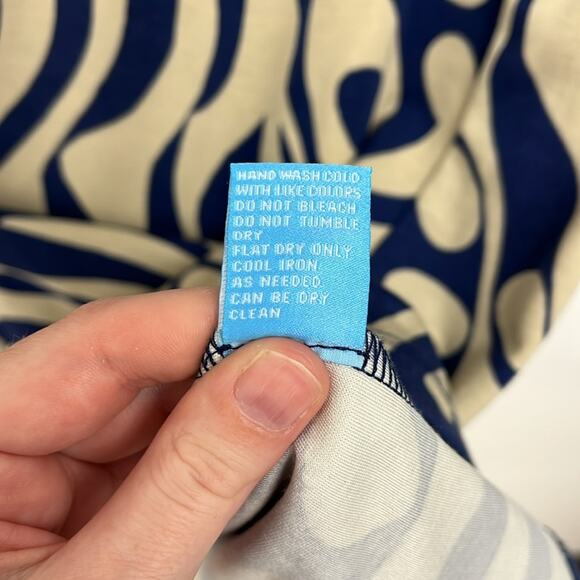 HAND WASH COLD
WITH LIKE COLORS
DO NOT BLEACH
DO NOT TUMBLE
DRY
FLAT DRY ONLY
COOL IRON
AS NEEDED
CAN BE DRY
CLEAN